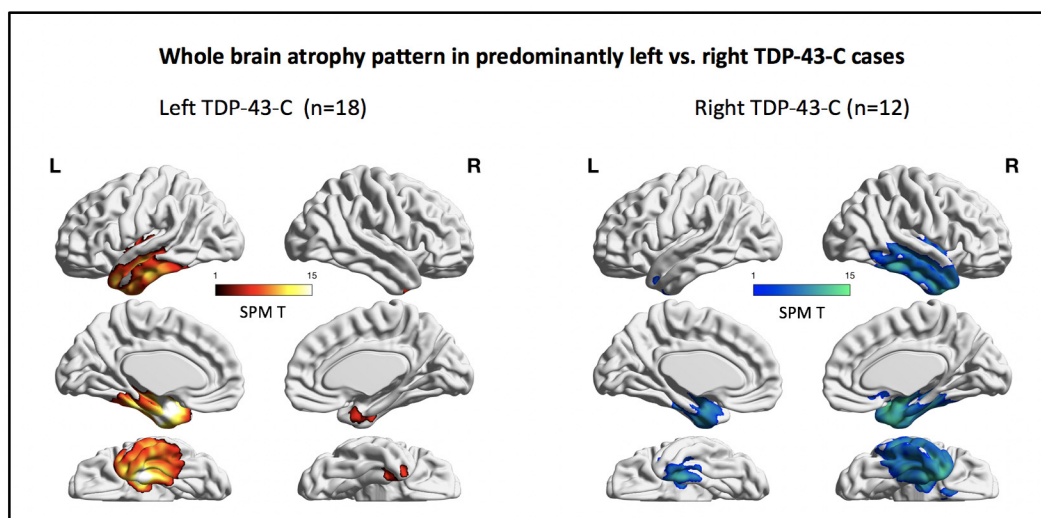 Whole brain atrophy pattern in predominantly left vs. right TDP-43-C cases
Left TDP-43-C (n=18)
Right TDP-43-C (n=12)
L
R
L
R
1
15
SPM T
1
15
SPM T